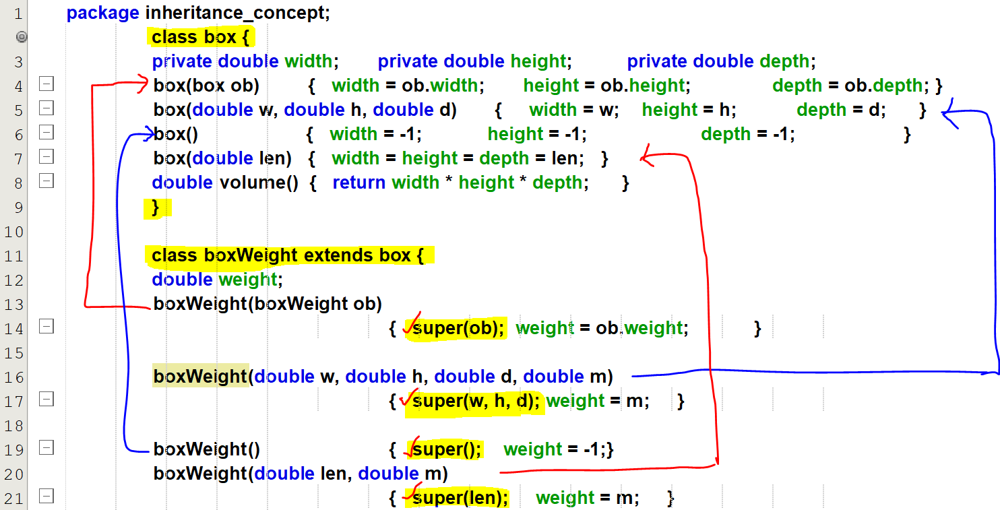 1 package inheritance_concept;
class box {
3 private double width; private double height; private double depth;
4 box(box ob) { width = ob.width; height = ob.height; depth = ob.depth; }
5 box(double w, double h, double d) { width = w; height = h; depth = d; }
6 box() { width = -1; height = -1; depth = -1; }
7 box(double len) { width = height = depth = len; }
8 double volume() { return width * height * depth; }
9 }
10
11 class boxWeight extends box {
12 double weight;
13 boxWeight(boxWeight ob)
14 { super(ob); weight = ob.weight; }
15
16 boxWeight(double w, double h, double d, double m)
17 { super(w, h, d); weight = m; }
18
19 boxWeight() { super(); weight = -1;}
20 boxWeight(double len, double m)
21 { super(len); weight = m; }